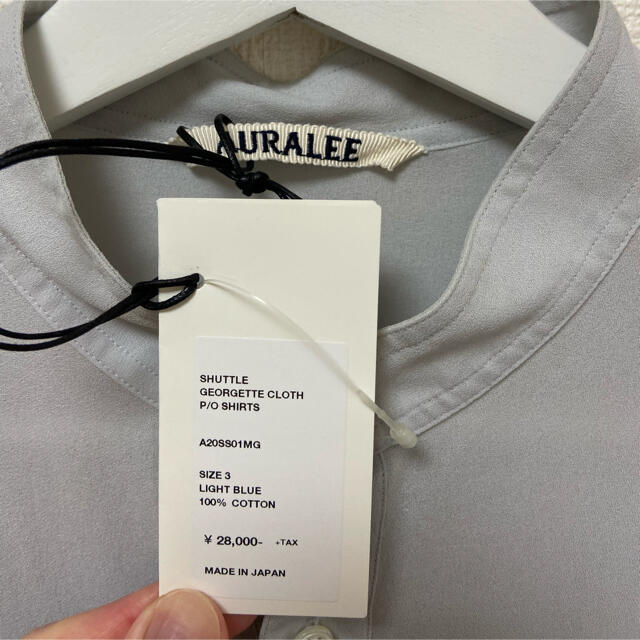 AURALEE
SHUTTLE
GEORGETTE CLOTH
P/O SHIRTS
A20SS01MG
SIZE 3
LIGHT BLUE
100% COTTON
¥ 28,000- +TAX
MADE IN JAPAN